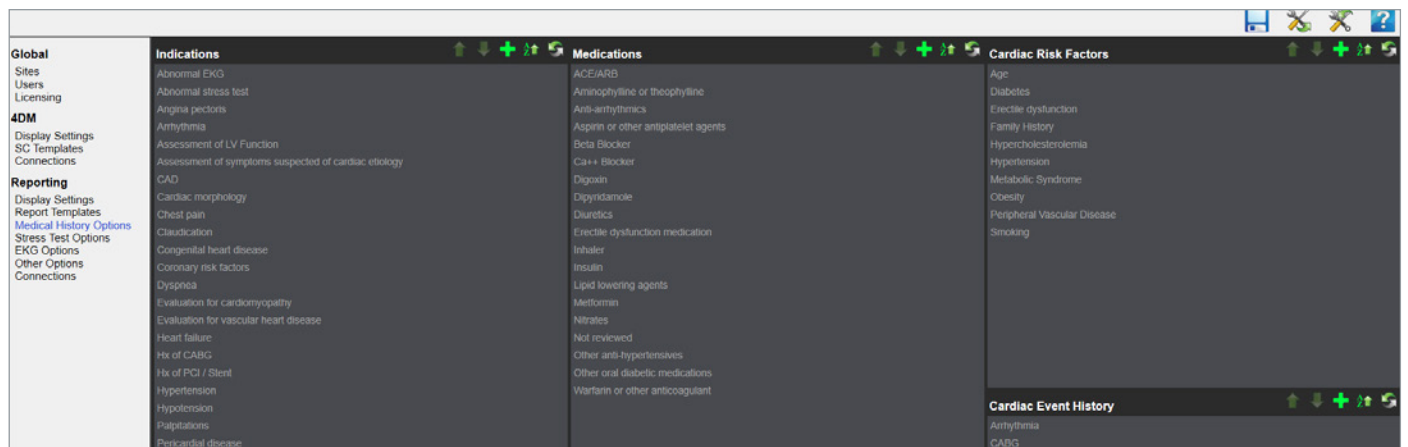 Global
Sites
Users
Licensing
4DM
Display Settings
SC Templates
Connections
Reporting
Display Settings
Report Templates
Medical History Options
Stress Test Options
EKG Options
Other Options
Connections
Indications
Abnormal EKG
Abnormal stress test
Angina pectoris
Arrhythmia
Assessment of LV Function
Assessment of symptoms suspected of cardiac etiology
CAD
Cardiac morphology
Chest pain
Claudication
Congenital heart disease
Coronary risk factors
Dyspnea
Evaluation for cardiomyopathy
Evaluation for vascular heart disease
Heart failure
Hx of CABG
Hx of PCI / Stent
Hypertension
Hypotension
Palpitations
Pericardial disease
Medications
ACE/ARB
Aminophylline or theophylline
Anti-arrhythmics
Aspirin or other antiplatelet agents
Beta Blocker
Ca++ Blocker
Digoxin
Dipyridamole
Diuretics
Erectile dysfunction medication
Inhaler
Insulin
Lipid lowering agents
Metformin
Nitrates
Not reviewed
Other anti-hypertensives
Other oral diabetic medications
Warfarin or other anticoagulant
Cardiac Risk Factors
Age
Diabetes
Erectile dysfunction
Family History
Hypercholesterolemia
Hypertension
Metabolic Syndrome
Obesity
Peripheral Vascular Disease
Smoking
Cardiac Event History
Arrhythmia
CABG